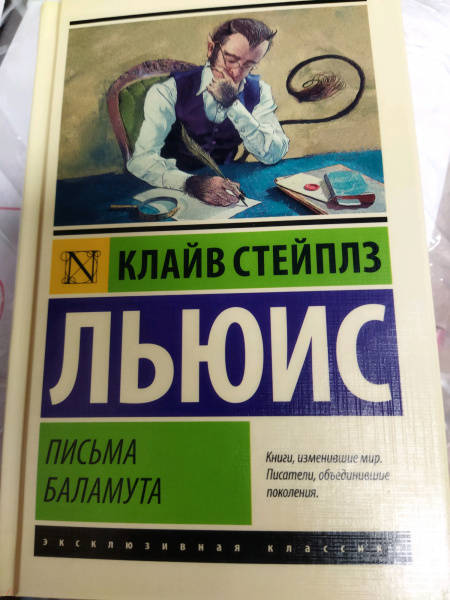 N
КЛАЙВ СТЕЙПЛЗ
ЛЬЮИС
ПИСЬМА
БАЛАМУТА
Книги, изменившие мир.
Писатели, объединившие
поколения.
эксклюзивная классика